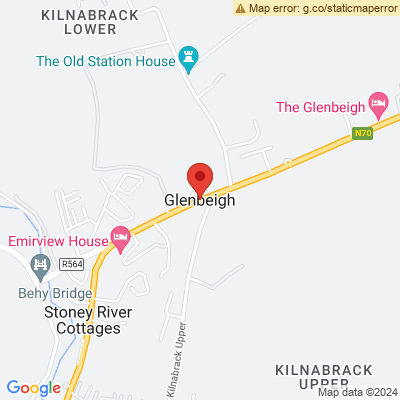 Map error: g.co/staticmaperror
KILNABRACK
LOWER
The Old Station House
The Glenbeigh
N70
Glenbeigh
Emirview House
R564
Behy Bridge
Stoney River
Cottages
Kilnabrack Upper
KILNABRACK
UPPER
Google
Map data ©2024